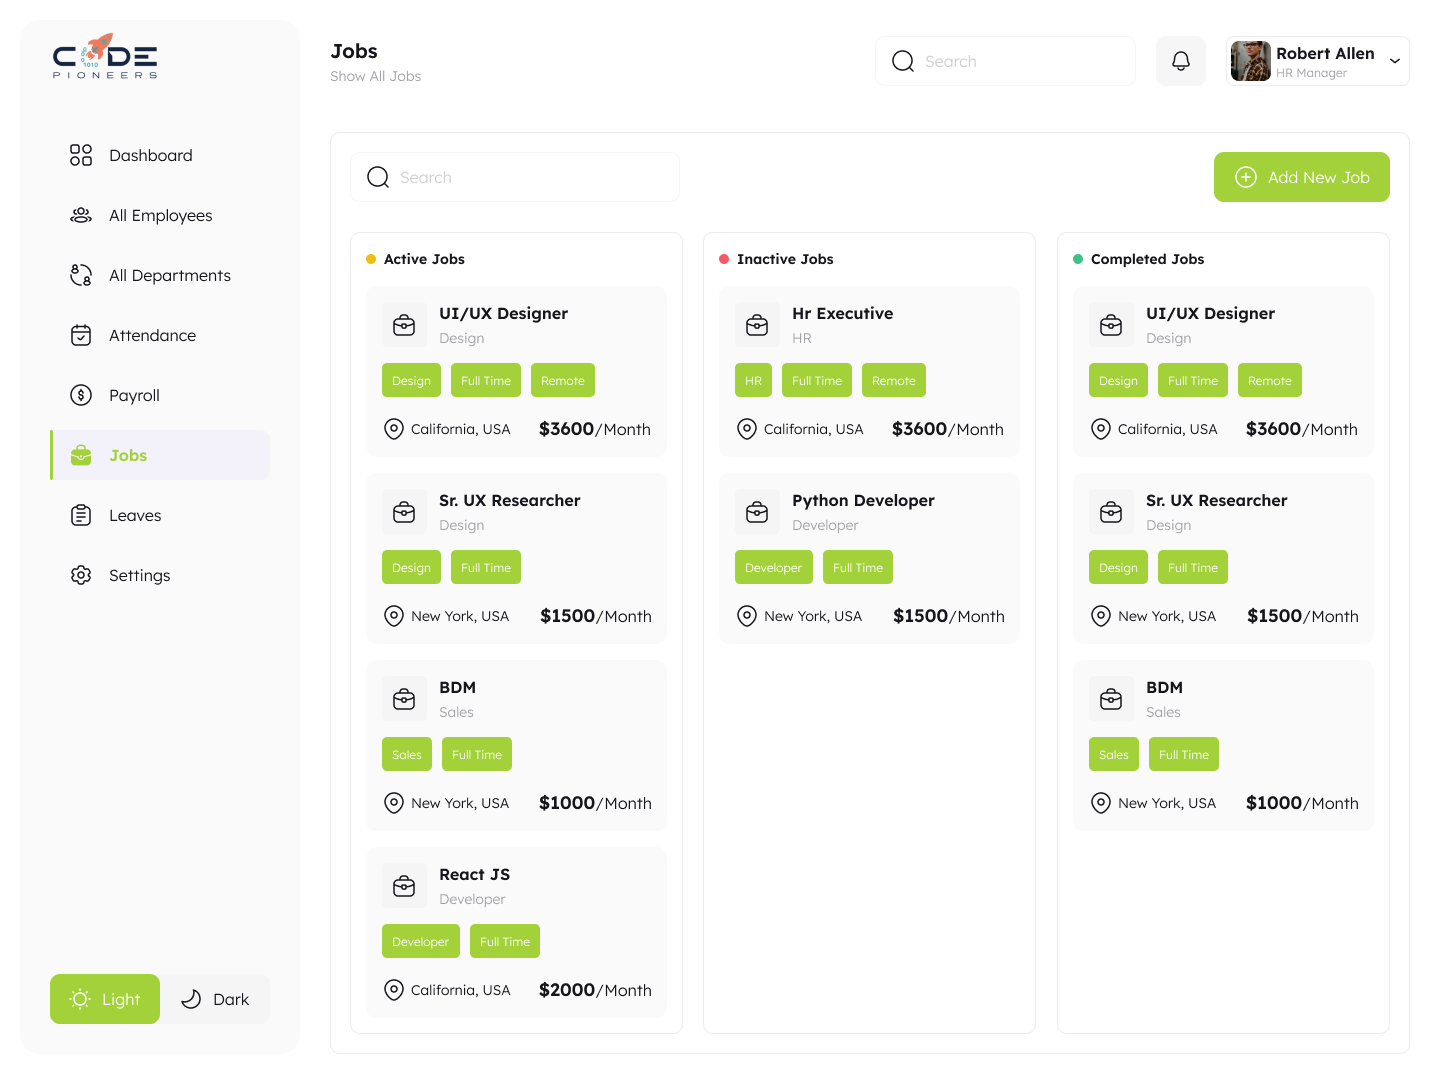 CODE
1010
PIONEERS
Dashboard
All Employees
All Departments
Attendance
Payroll
Jobs
Leaves
Settings
Light
Dark
Jobs
Show All Jobs
Search
Robert Allen
HR Manager
Search
Add New Job
Active Jobs
UI/UX Designer
Design
Design Full Time Remote
California, USA $3600/Month
Sr. UX Researcher
Design
Design Full Time
New York, USA $1500/Month
BDM
Sales
Sales Full Time
New York, USA $1000/Month
React JS
Developer
Developer Full Time
California, USA $2000/Month
Inactive Jobs
Hr Executive
HR
HR Full Time Remote
California, USA $3600/Month
Python Developer
Developer
Developer Full Time
New York, USA $1500/Month
Completed Jobs
UI/UX Designer
Design
Design Full Time Remote
California, USA $3600/Month
Sr. UX Researcher
Design
Design Full Time
New York, USA $1500/Month
BDM
Sales
Sales Full Time
New York, USA $1000/Month